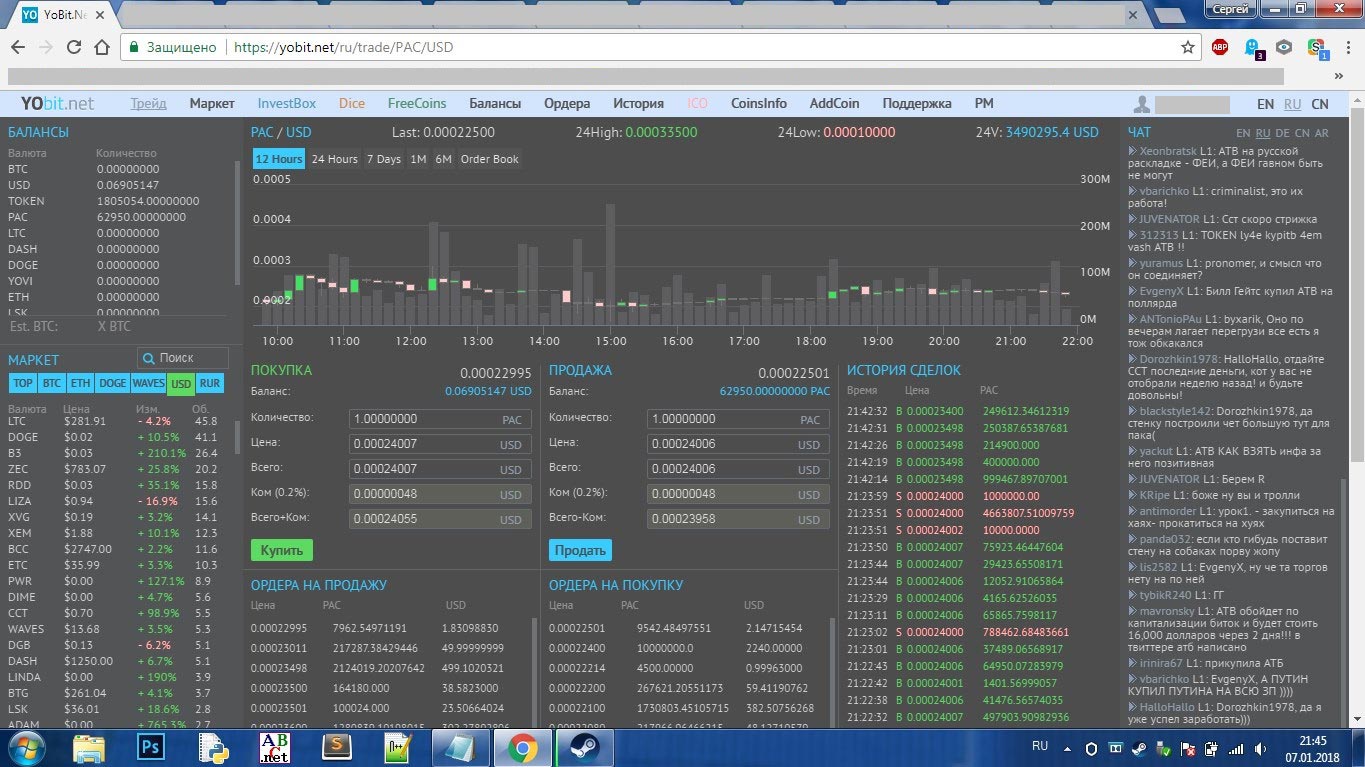 YoBit.Ne
Сергей
Защищено https://yobit.net/ru/trade/PAC/USD
ABP
3
1
YObit.net Трейд Маркет InvestBox Dice FreeCoins Балансы Ордера История ICO CoinsInfo AddCoin Поддержка PM EN RU CN
БАЛАНСЫ
Валюта Количество
BTC 0.00000000
USD 0.06905147
TOKEN 1805054.00000000
PAC 62950.00000000
LTC 0.00000000
DASH 0.00000000
DOGE 0.00000000
YOVI 0.00000000
ETH 0.00000000
LSK 0.00000000
Est. BTC: X BTC
МАРКЕТ Поиск
TOP BTC ETH DOGE WAVES USD RUR
Валюта Цена Изм. Об.
LTC $281.91 - 4.2% 45.8
DOGE $0.02 + 10.5% 41.1
B3 $0.03 + 210.1% 26.4
ZEC $783.07 + 25.8% 20.2
RDD $0.03 + 35.1% 15.8
LIZA $0.94 - 16.9% 15.6
XVG $0.19 + 3.2% 14.1
XEM $1.88 + 10.1% 12.3
BCC $2747.00 + 2.2% 11.6
ETC $35.99 + 3.3% 10.3
PWR $0.00 + 127.1% 8.9
DIME $0.00 + 4.7% 5.6
CCT $0.70 + 98.9% 5.5
WAVES $13.68 + 3.5% 5.3
DGB $0.13 - 6.2% 5.1
DASH $1250.00 + 6.7% 5.1
LINDA $0.00 + 190% 3.9
BTG $261.04 + 4.1% 3.7
LSK $36.01 + 18.6% 2.8
ADAM $0.00 + 765.3% 2.7
PAC / USD Last: 0.00022500 24High: 0.00033500 24Low: 0.00010000 24V: 3490295.4 USD
12 Hours 24 Hours 7 Days 1M 6M Order Book
0.0005 300M
0.0004 200M
0.0003 100M
0.0002 0M
10:00 11:00 12:00 13:00 14:00 15:00 16:00 17:00 18:00 19:00 20:00 21:00 22:00
ПОКУПКА 0.00022995
Баланс: 0.06905147 USD
Количество: 1.00000000 PAC
Цена: 0.00024007 USD
Всего: 0.00024007 USD
Ком (0.2%): 0.00000048 USD
Всего+Ком: 0.00024055 USD
Купить
ПРОДАЖА 0.00022501
Баланс: 62950.00000000 PAC
Количество: 1.00000000 PAC
Цена: 0.00024006 USD
Всего: 0.00024006 USD
Ком (0.2%): 0.00000048 USD
Всего-Ком: 0.00023958 USD
Продать
ОРДЕРА НА ПРОДАЖУ
Цена PAC USD
0.00022995 7962.54971191 1.83098830
0.00023011 217287.38429446 49.99999999
0.00023498 2124019.20207642 499.1020321
0.00023500 164180.000 38.5823000
0.00023501 100024.000 23.50664024
ОРДЕРА НА ПОКУПКУ
Цена PAC USD
0.00022501 9542.48497551 2.14715454
0.00022400 10000000.0 2240.00000
0.00022214 4500.00000 0.99963000
0.00022200 267621.20551173 59.41190762
0.00022100 1730803.45105715 382.50756268
ИСТОРИЯ СДЕЛОК
Время Цена PAC
21:42:32 B 0.00023400 249612.34612319
21:42:31 B 0.00023498 250387.65387681
21:42:26 B 0.00023498 214900.000
21:42:19 B 0.00023498 400000.000
21:42:14 B 0.00023498 999467.89707001
21:23:59 S 0.00024000 1000000.00
21:23:51 S 0.00024000 4663807.51009759
21:23:51 S 0.00024002 10000.0000
21:23:50 B 0.00024007 75923.46447604
21:23:44 B 0.00024007 29423.65508171
21:23:44 B 0.00024006 12052.91065864
21:23:29 B 0.00024006 4165.62526035
21:23:11 B 0.00024006 65865.7598117
21:23:02 S 0.00024000 788462.68483661
21:23:01 B 0.00024006 37489.06568917
21:22:43 B 0.00024006 64950.07283979
21:22:42 B 0.00024001 1401.56999057
21:22:38 B 0.00024006 41476.56574035
21:22:32 B 0.00024007 497903.90982936
ЧАТ EN RU DE CN AR
Xeonbratsk L1: АТВ на русской
раскладке - ФЕИ, а ФЕИ гавном быть
не могут
vbarichko L1: criminalist, это их
работа!
JUVENATOR L1: Сст скоро стрижка
312313 L1: TOKEN ly4e kypitb 4em
vash ATB !!
yuramus L1: pronomer, и смысл что
он соединяет?
EvgenyX L1: Билл Гейтс купил АТВ на
поллярда
ANTonioPAu L1: byxarik, Оно по
вечерам лагает перегрузи все есть я
тож обкакался
Dorozhkin1978: HalloHallo, отдайте
ССТ последние деньги, кот у вас не
отобрали неделю назад! и будьте
довольны!
blackstyle142: Dorozhkin1978, да
стенку построили чет большую тут для
пака(
yackut L1: АТВ КАК ВЗЯТЬ инфа за
него позитивная
JUVENATOR L1: Берем R
KRipe L1: боже ну вы и тролли
antimorder L1: урок1. - закупиться на
хаях- прокатиться на хуях
panda032: если кто гибудь поставит
стену на собаках порву жопу
lis2582 L1: EvgenyX, ну че та торгов
нету на по ней
tybikR240 L1: ГГ
mavronsky L1: АТВ обойдет по
капитализации биток и будет стоить
16,000 долларов через 2 дня!!! в
твиттере атб написано
irinira67 L1: прикупила АТБ
vbarichko L1: EvgenyX, А ПУТИН
КУПИЛ ПУТИНА НА ВСЮ ЗП ))))
HalloHallo L1: Dorozhkin1978, да я
уже успел заработать)))
Ps
ABC
.net
S
n++
RU
21:45
07.01.2018